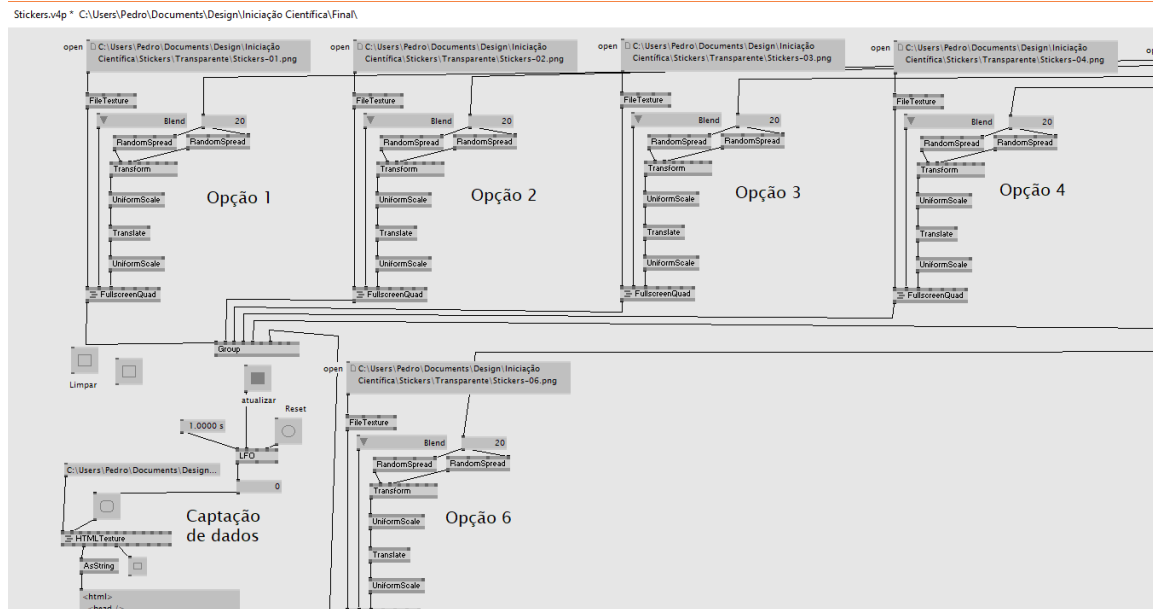 Stickers.v4p * C:\Users\Pedro\Documents\Design\Iniciação Científica\Final\
open
C:\Users\Pedro\Documents\Design\Iniciação
Científica\Stickers\Transparente\Stickers-01.png
open
C:\Users\Pedro\Documents\Design\Iniciação
Científica\Stickers\Transparente\Stickers-02.png
open
C:\Users\Pedro\Documents\Design\Iniciação
Científica\Stickers\Transparente\Stickers-03.png
open
C:\Users\Pedro\Documents\Design\Iniciação
Científica\Stickers\Transparente\Stickers-04.png
FileTexture
FileTexture
FileTexture
FileTexture
Blend 20
Blend 20
Blend 20
Blend 20
RandomSpread RandomSpread
RandomSpread RandomSpread
RandomSpread RandomSpread
RandomSpread RandomSpread
Transform
Transform
Transform
Transform
UniformScale
Opção 1
UniformScale
Opção 2
UniformScale
Opção 3
UniformScale
Opção 4
Translate
Translate
Translate
Translate
UniformScale
UniformScale
UniformScale
UniformScale
FullscreenQuad
FullscreenQuad
FullscreenQuad
FullscreenQuad
Group
Limpar
atualizar
Reset
1.0000 s
LFO
0
C:\Users\Pedro\Documents\Design...
Captação
de dados
HTMLTexture
AsString
<html>
<head />
open
C:\Users\Pedro\Documents\Design\Iniciação
Científica\Stickers\Transparente\Stickers-06.png
FileTexture
Blend 20
RandomSpread RandomSpread
Transform
UniformScale
Opção 6
Translate
UniformScale